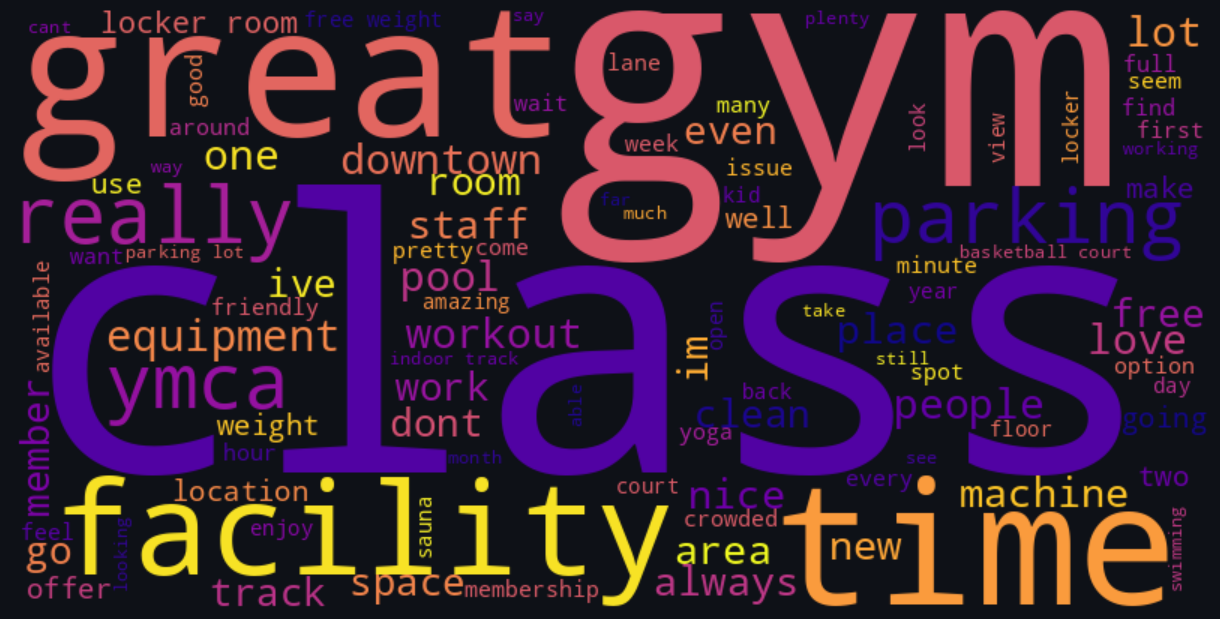 cant
locker room
free weight
say
plenty
lot
great
gym
good
lane
full
seem
wait
many
find
around
even
look
view
locker
first
week
working
way
one
downtown
issue
use
room
kid
make
really
far
much
well
parking
staff
want
parking lot
pretty
come
basketball court
class
available
ive
pool
minute
friendly
amazing
year
open
take
free
equipment
workout
place
love
im
indoor track
still
option
spot
ymca
work
day
member
able
back
people
weight
dont
clean
going
yoga
floor
hour
month
see
facility
location
court
nice
every
machine
two
feel
looking
enjoy
sauna
crowded
time
swimming
go
area
new
offer
track
space
membership
always